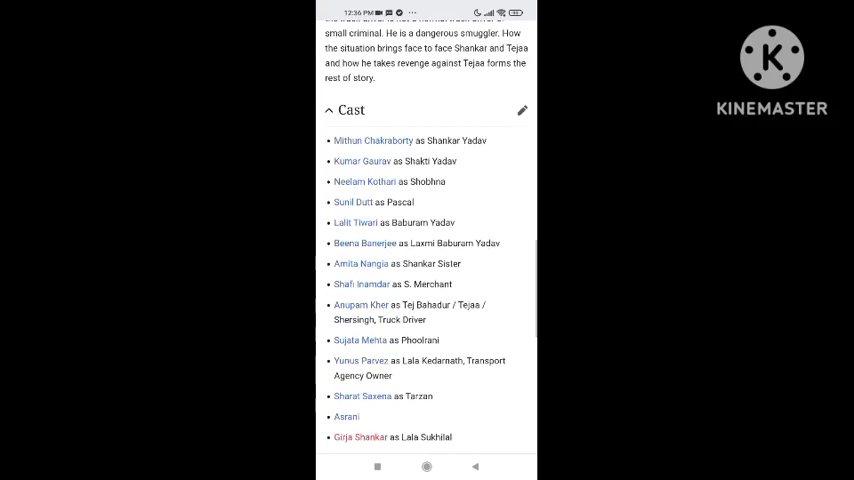 12:36 PM
small criminal. He is a dangerous smuggler. How
the situation brings face to face Shankar and Tejaa
and how he takes revenge against Tejaa forms the
rest of story.
Cast
• Mithun Chakraborty as Shankar Yadav
• Kumar Gaurav as Shakti Yadav
• Neelam Kothari as Shobhna
• Sunil Dutt as Pascal
• Lalit Tiwari as Baburam Yadav
• Beena Banerjee as Laxmi Baburam Yadav
• Amita Nangia as Shankar Sister
• Shafi Inamdar as S. Merchant
• Anupam Kher as Tej Bahadur / Tejaa /
Shersingh, Truck Driver
• Sujata Mehta as Phoolrani
• Yunus Parvez as Lala Kedarnath, Transport
Agency Owner
• Sharat Saxena as Tarzan
• Asrani
• Girja Shankar as Lala Sukhilal
K
KINEMASTER